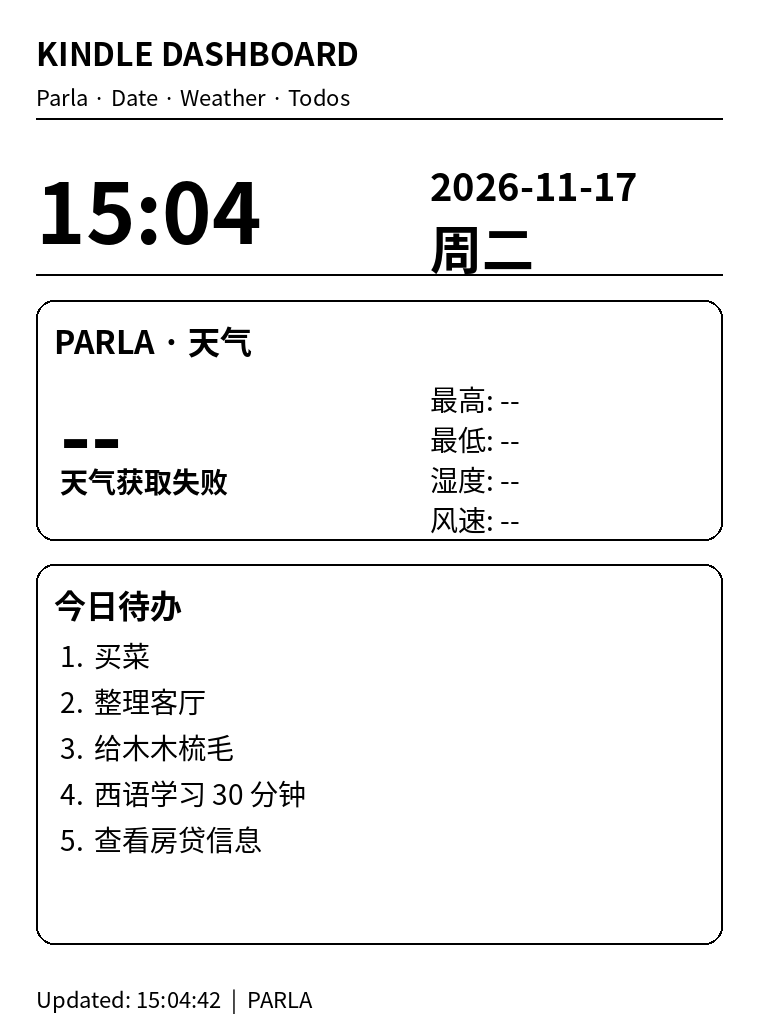 KINDLE DASHBOARD
Parla · Date · Weather · Todos
15:04
2026-11-17
周二
PARLA · 天气
--
天气获取失败
最高: --
最低: --
湿度: --
风速: --
今日待办
1. 买菜
2. 整理客厅
3. 给木木梳毛
4. 西语学习 30 分钟
5. 查看房贷信息
Updated: 15:04:42 | PARLA